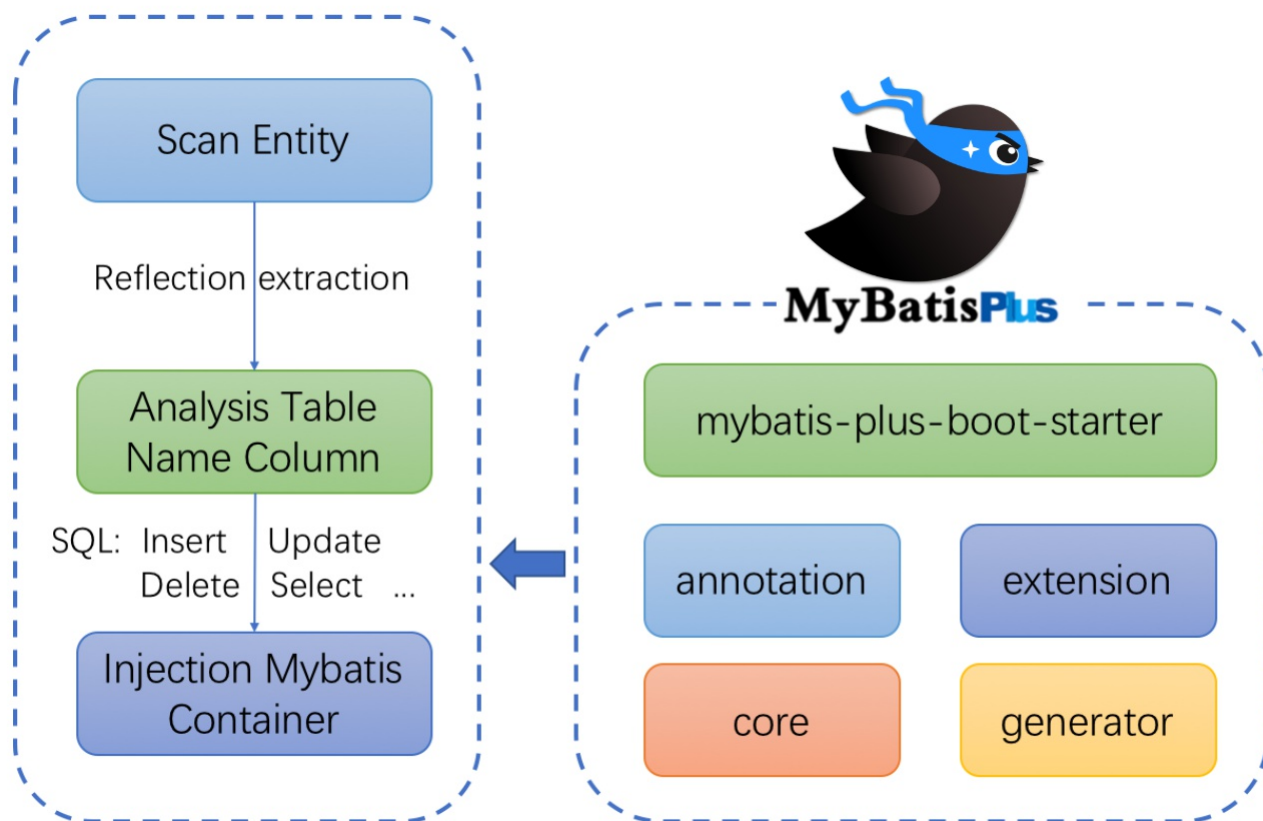 Scan Entity
Reflection extraction
Analysis Table
Name Column
SQL: Insert Update
Delete Select ...
Injection Mybatis
Container
MyBatisPlus
mybatis-plus-boot-starter
annotation extension
core generator